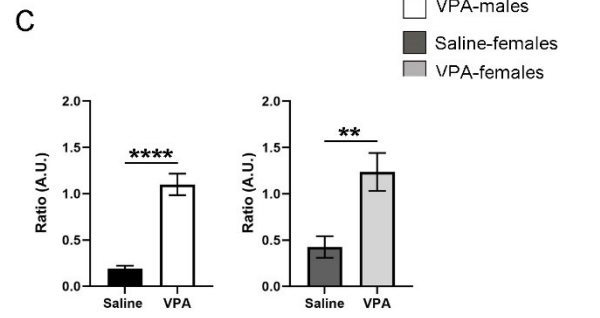 C
VPA-males
Saline-females
VPA-females
2.0
1.5
1.0
0.5
0.0
Ratio (A.U.)
****
Saline VPA
2.0
1.5
1.0
0.5
0.0
Ratio (A.U.)
**
Saline VPA